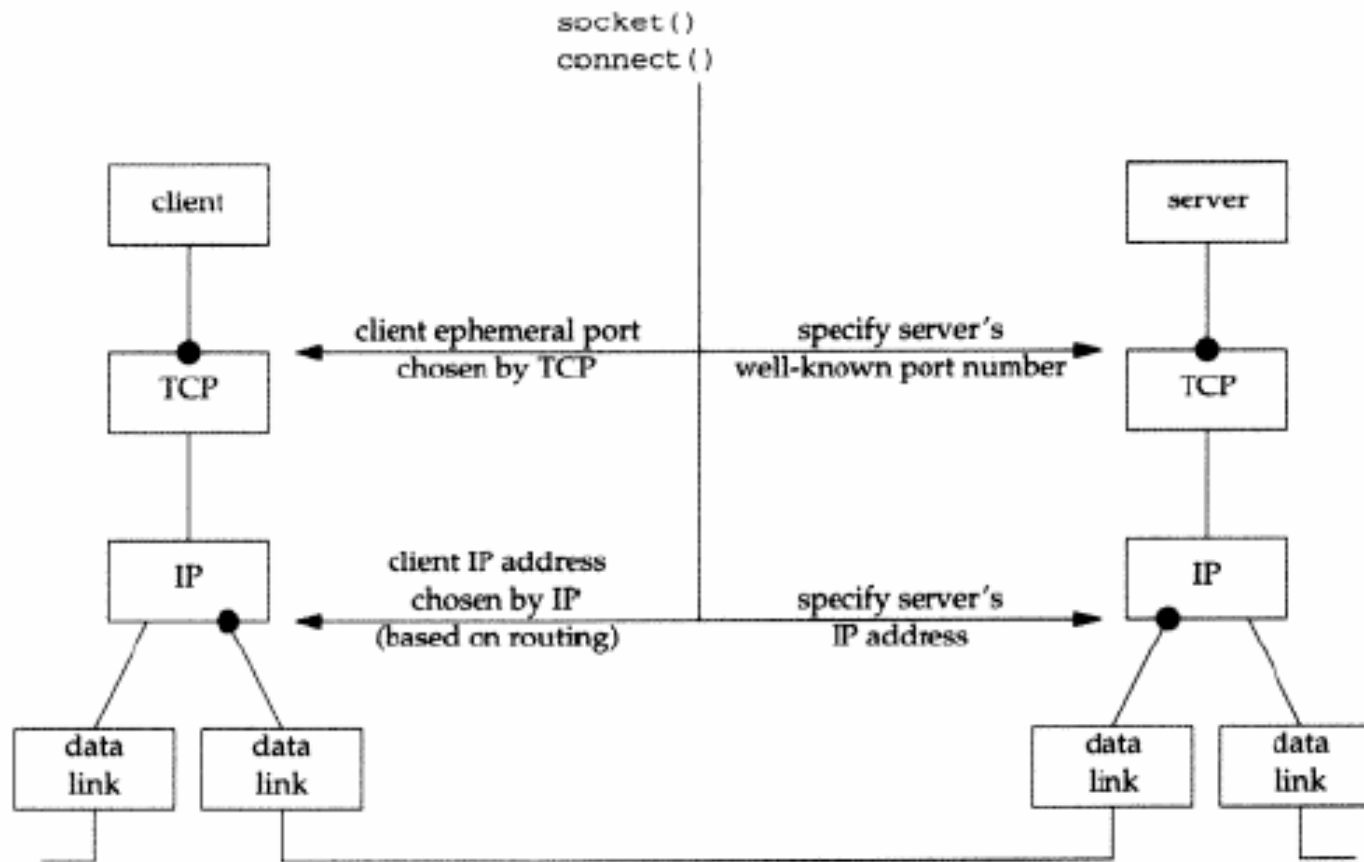 socket()
connect()
client
server
client ephemeral port
chosen by TCP
specify server's
well-known port number
TCP
TCP
client IP address
chosen by IP
(based on routing)
specify server's
IP address
IP
IP
data
link
data
link
data
link
data
link